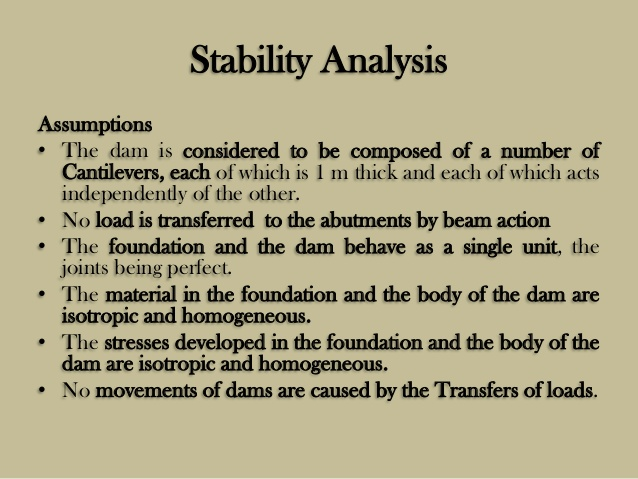 Stability Analysis
Assumptions
• The dam is considered to be composed of a number of
Cantilevers, each of which is 1 m thick and each of which acts
independently of the other.
• No load is transferred to the abutments by beam action
• The foundation and the dam behave as a single unit, the
joints being perfect.
• The material in the foundation and the body of the dam are
isotropic and homogeneous.
• The stresses developed in the foundation and the body of the
dam are isotropic and homogeneous.
• No movements of dams are caused by the Transfers of loads.